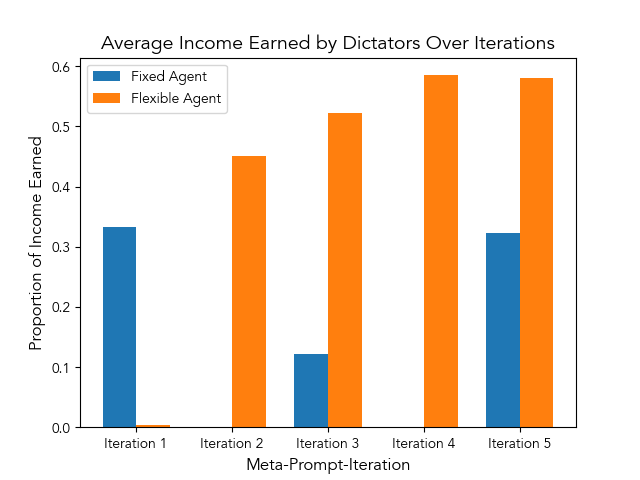 Average Income Earned by Dictators Over Iterations
Fixed Agent
Flexible Agent
Proportion of Income Earned
0.6
0.5
0.4
0.3
0.2
0.1
0.0
Iteration 1
Iteration 2
Iteration 3
Iteration 4
Iteration 5
Meta-Prompt-Iteration